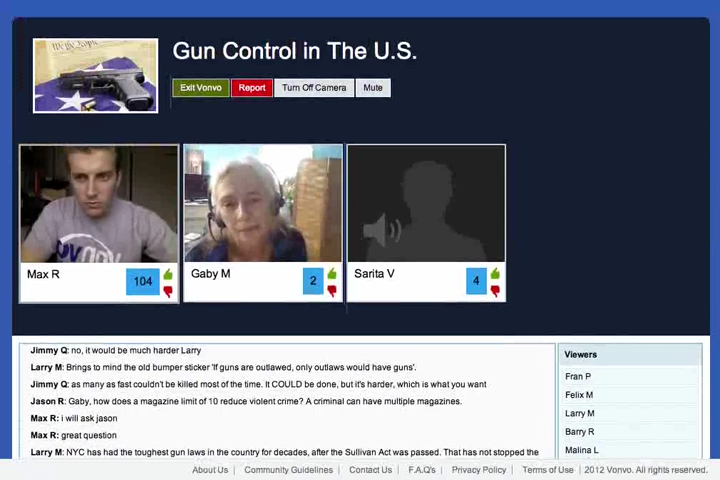 We the People
Gun Control in The U.S.
Exit Vonvo
Report
Turn Off Camera
Mute
Max R
104
Gaby M
2
Sarita V
4
Jimmy Q: no, it would be much harder Larry
Larry M: Brings to mind the old bumper sticker 'If guns are outlawed, only outlaws would have guns'.
Jimmy Q: as many as fast couldn't be killed most of the time. It COULD be done, but it's harder, which is what you want
Jason R: Gaby, how does a magazine limit of 10 reduce violent crime? A criminal can have multiple magazines.
Max R: i will ask jason
Max R: great question
Larry M: NYC has had the toughest gun laws in the country for decades, after the Sullivan Act was passed. That has not stopped the
Viewers
Fran P
Felix M
Larry M
Barry R
Malina L
About Us | Community Guidelines | Contact Us | F.A.Q's | Privacy Policy | Terms of Use | 2012 Vonvo. All rights reserved.